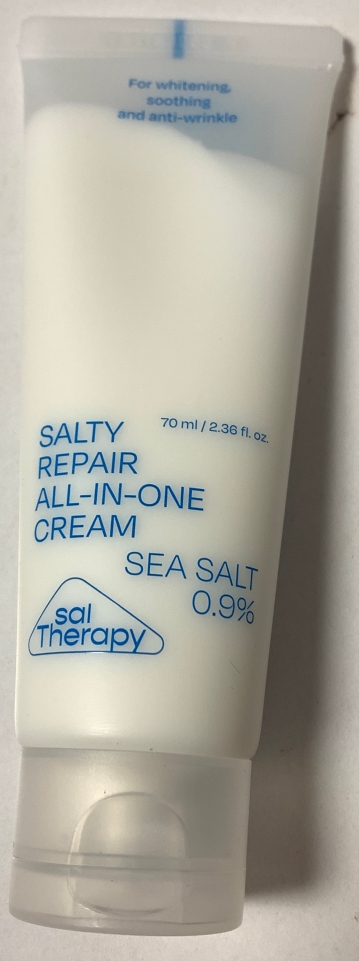 For whitening,
soothing
and anti-wrinkle
SALTY
70 ml / 2.36 fl. oz.
REPAIR
ALL-IN-ONE
CREAM
SEA SALT
0.9%
sal
Therapy